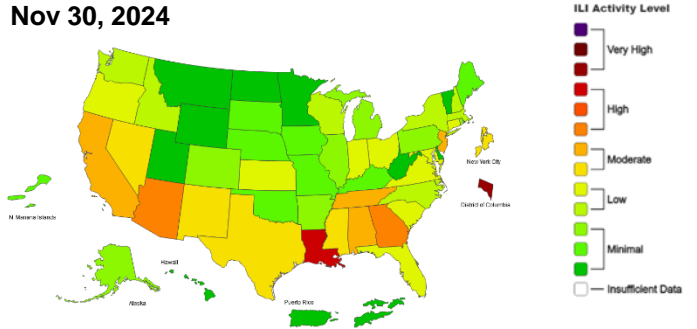 Nov 30, 2024
ILI Activity Level
Very High
High
Moderate
Low
Minimal
Insufficient Data
New York City
District of Columbia
N. Mariana Islands
Hawaii
Alaska
Puerto Rico